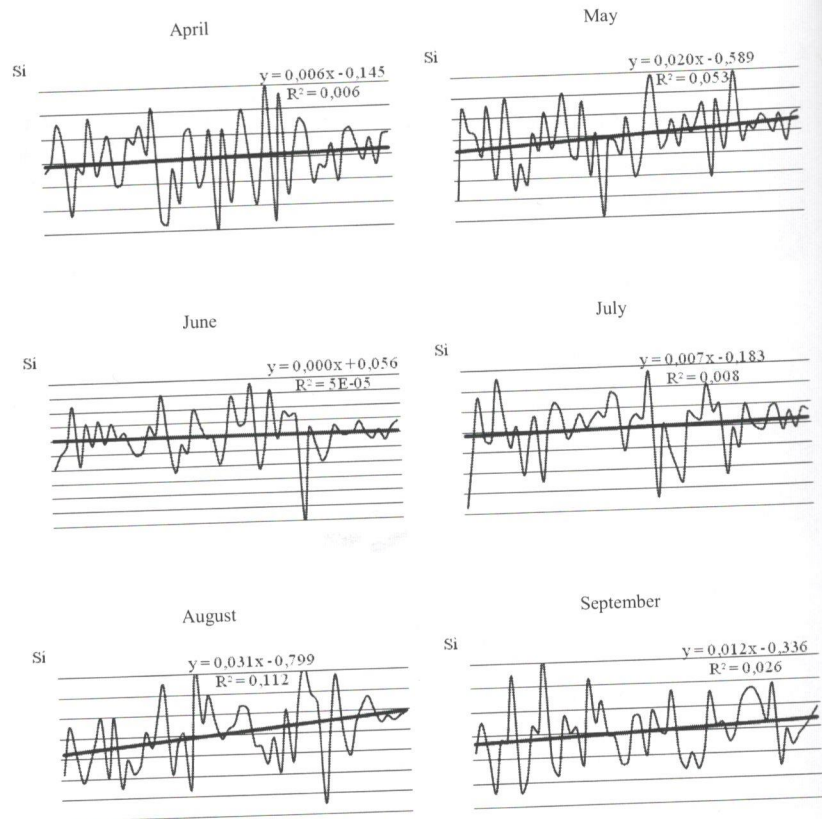 April
Si
y = 0,006x - 0,145
R² = 0,006
May
Si
y = 0,020x - 0,589
R² = 0,053
June
Si
y = 0,000x + 0,056
R² = 5E-05
July
Si
y = 0,007x - 0,183
R² = 0,008
August
Si
y = 0,031x - 0,799
R² = 0,112
September
Si
y = 0,012x - 0,336
R² = 0,026